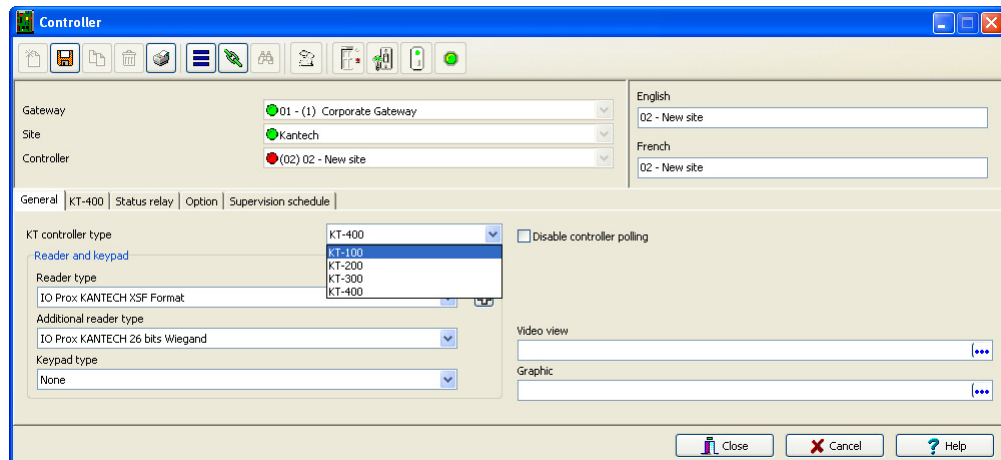 Controller
English
Gateway
01 - (1) Corporate Gateway
02 - New site
Site
Kantech
French
Controller
(02) 02 - New site
02 - New site
General
KT-400
Status relay
Option
Supervision schedule
KT controller type
KT-400
Disable controller polling
KT-100
KT-200
KT-300
KT-400
Reader and keypad
Reader type
IO Prox KANTECH XSF Format
Additional reader type
IO Prox KANTECH 26 bits Wiegand
Keypad type
None
Video view
Graphic
Close
Cancel
? Help